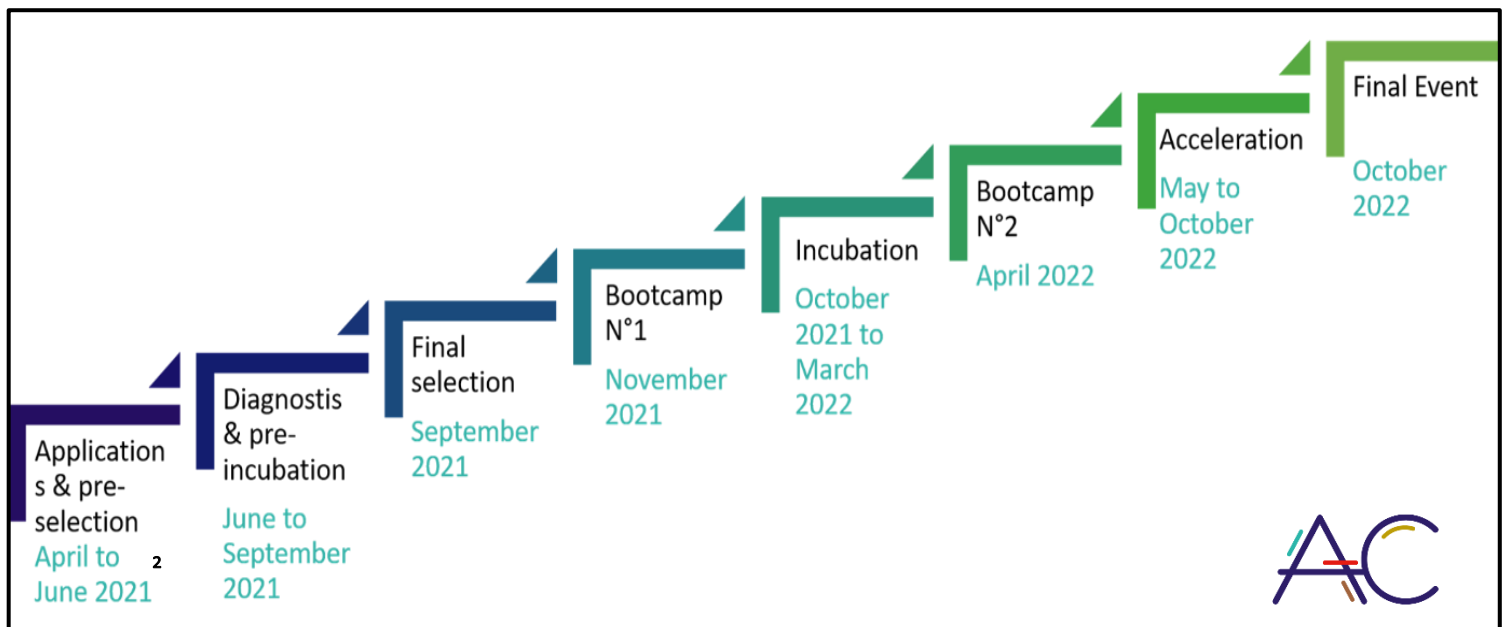 Application
s & pre-
selection
April to
June 2021
2
Diagnostis
& pre-
incubation
June to
September
2021
Final
selection
September
2021
Bootcamp
N°1
November
2021
Incubation
October
2021 to
March
2022
Bootcamp
N°2
April 2022
Acceleration
May to
October
2022
Final Event
October
2022
AC